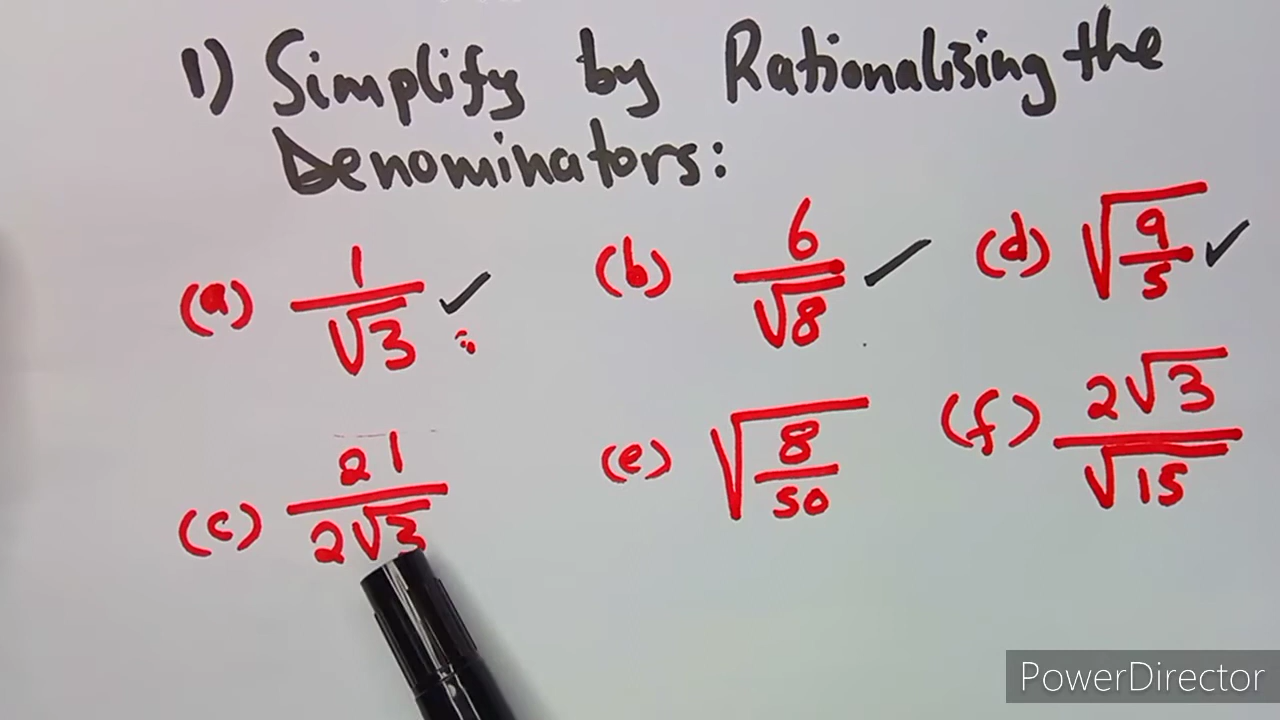 1) Simplify by Rationalising the
Denominators:
(a) 1/√3 ✓ (b) 6/√8 ✓ (d) √(9/5) ✓
(c) 21/2√3 (e) √(8/50) (f) 2√3/√15
PowerDirector